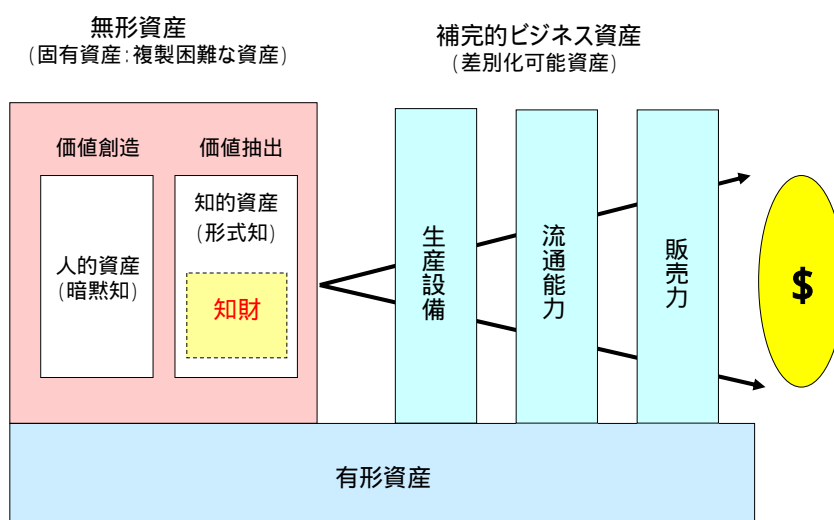 無形資産
(固有資産:複製困難な資産)
補完的ビジネス資産
(差別化可能資産)
価値創造
価値抽出
人的資産
(暗黙知)
知的資産
(形式知)
知財
生産設備
流通能力
販売力
$
有形資産